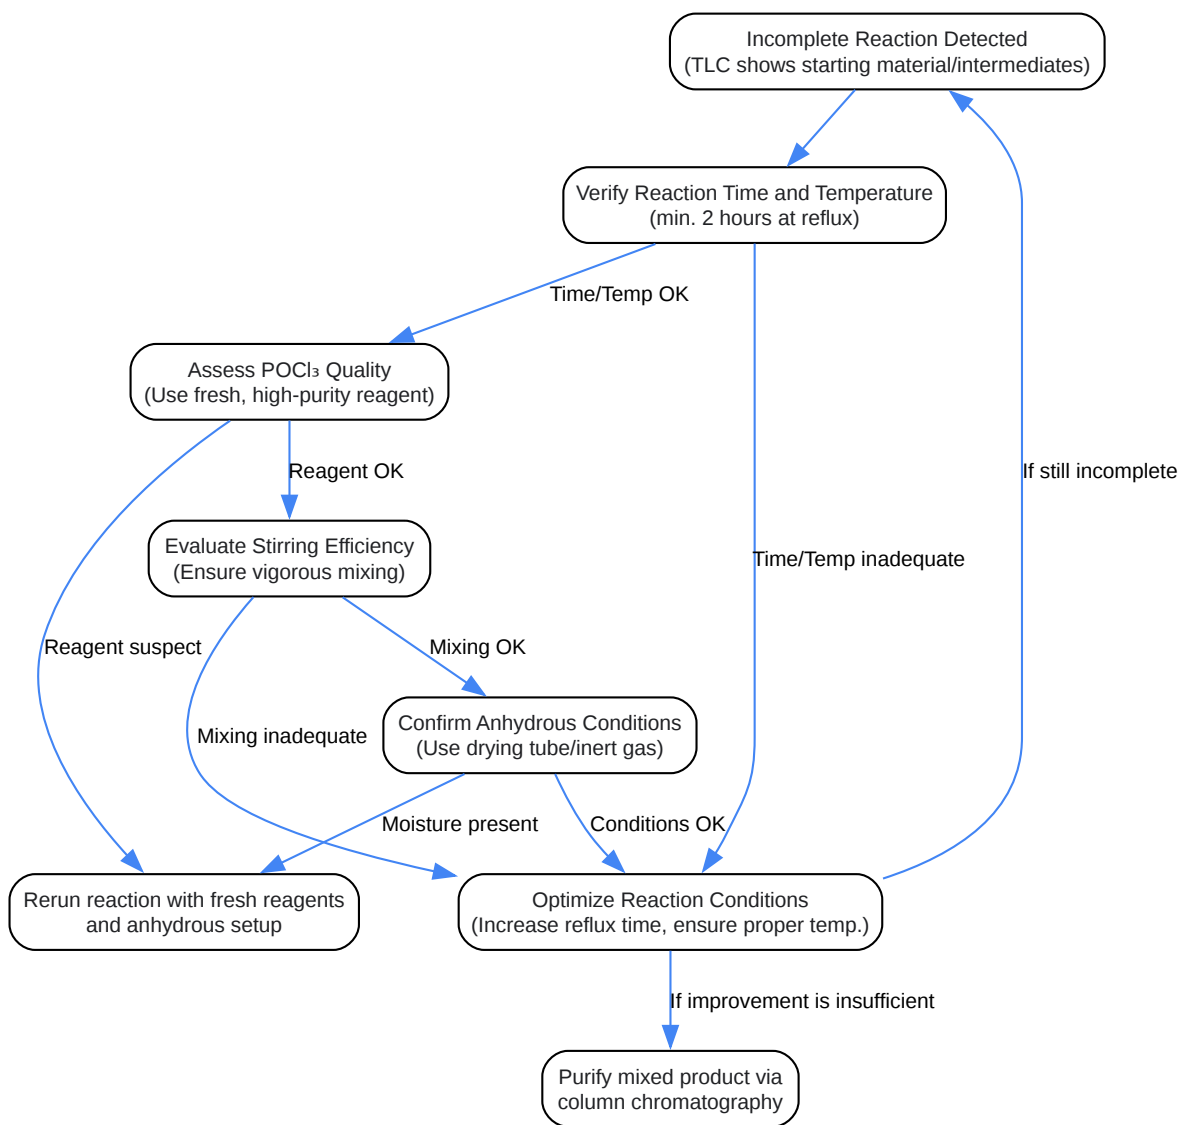 Incomplete Reaction Detected
(TLC shows starting material/intermediates)
Verify Reaction Time and Temperature
(min. 2 hours at reflux)
Time/Temp OK
Assess POCl₃ Quality
(Use fresh, high-purity reagent)
Reagent OK
If still incomplete
Evaluate Stirring Efficiency
(Ensure vigorous mixing)
Time/Temp inadequate
Reagent suspect
Mixing OK
Confirm Anhydrous Conditions
(Use drying tube/inert gas)
Mixing inadequate
Moisture present
Conditions OK
Rerun reaction with fresh reagents
and anhydrous setup
Optimize Reaction Conditions
(Increase reflux time, ensure proper temp.)
If improvement is insufficient
Purify mixed product via
column chromatography